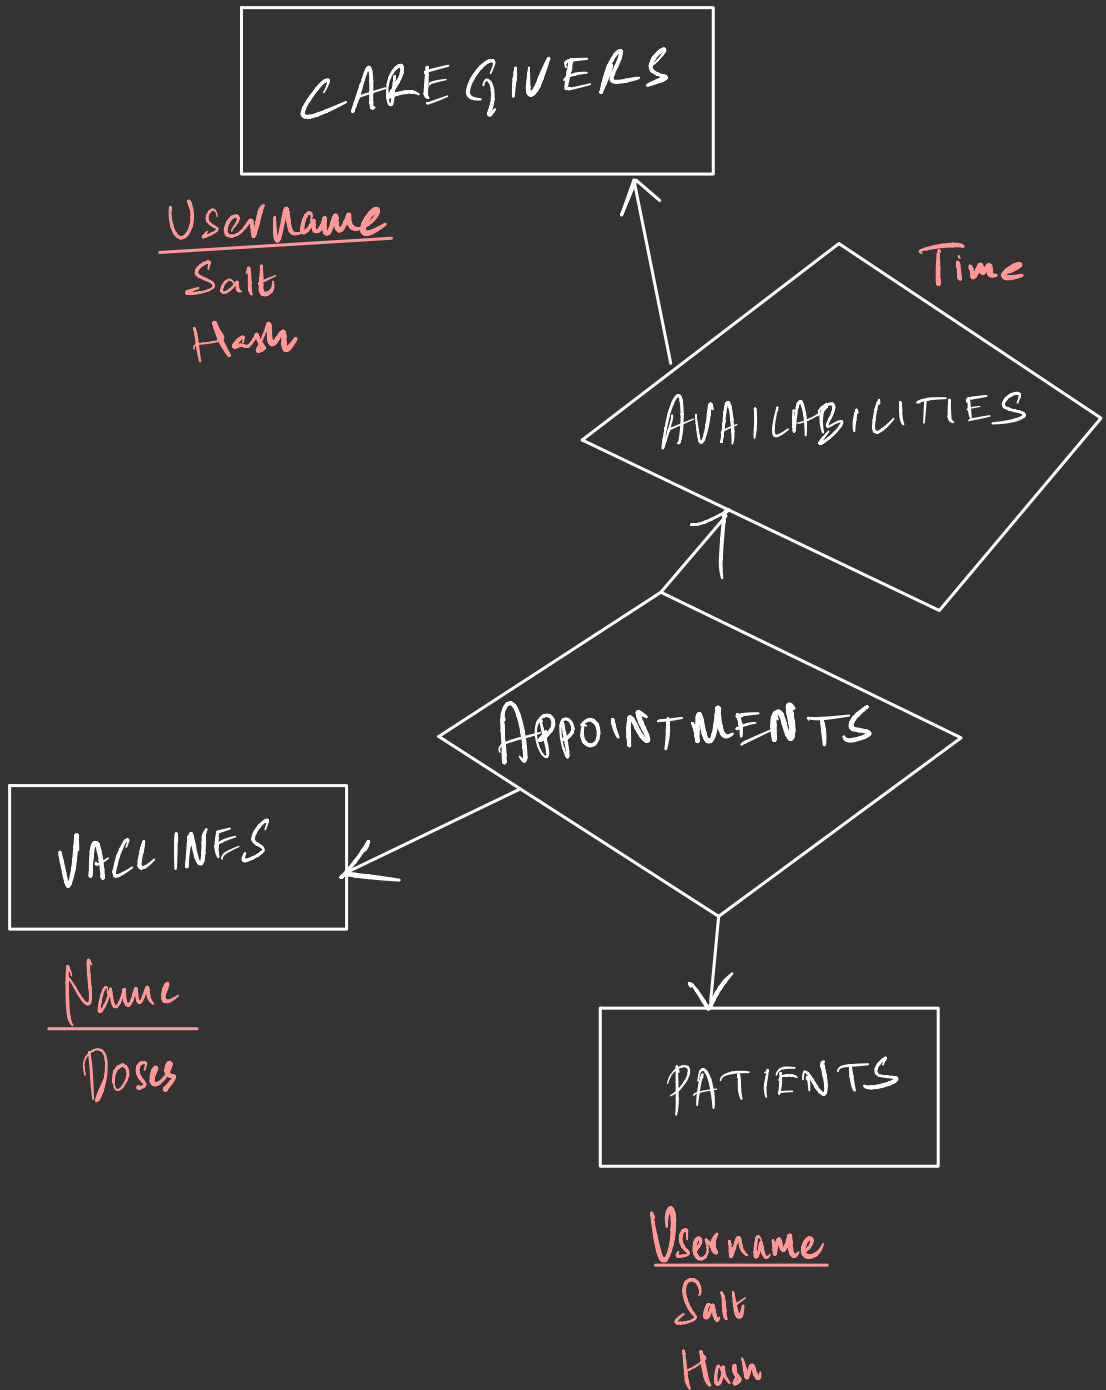 CAREGIVERS
Username
Salt
Hash
Time
AVAILABILITIES
APPOINTMENTS
VACCINES
Name
Doses
PATIENTS
Username
Salt
Hash